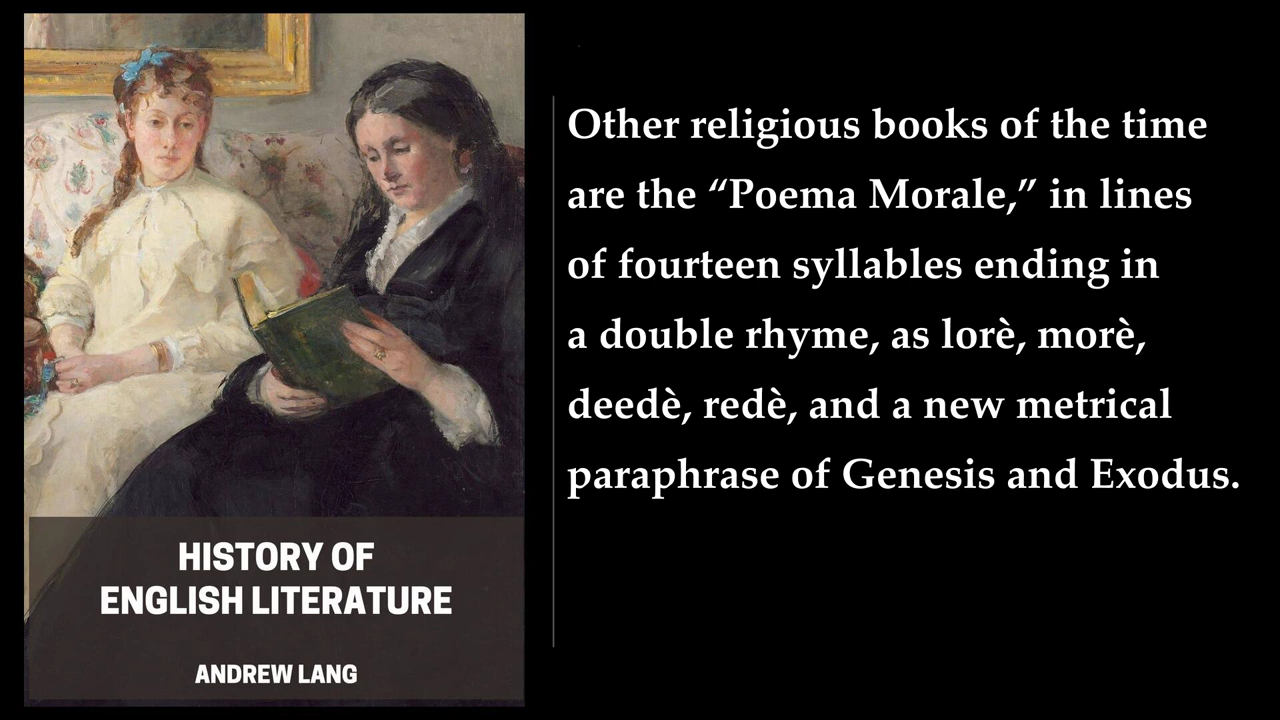 Other religious books of the time
are the “Poema Morale,” in lines
of fourteen syllables ending in
a double rhyme, as lorè, morè,
deedè, redè, and a new metrical
paraphrase of Genesis and Exodus.
HISTORY OF
ENGLISH LITERATURE
ANDREW LANG